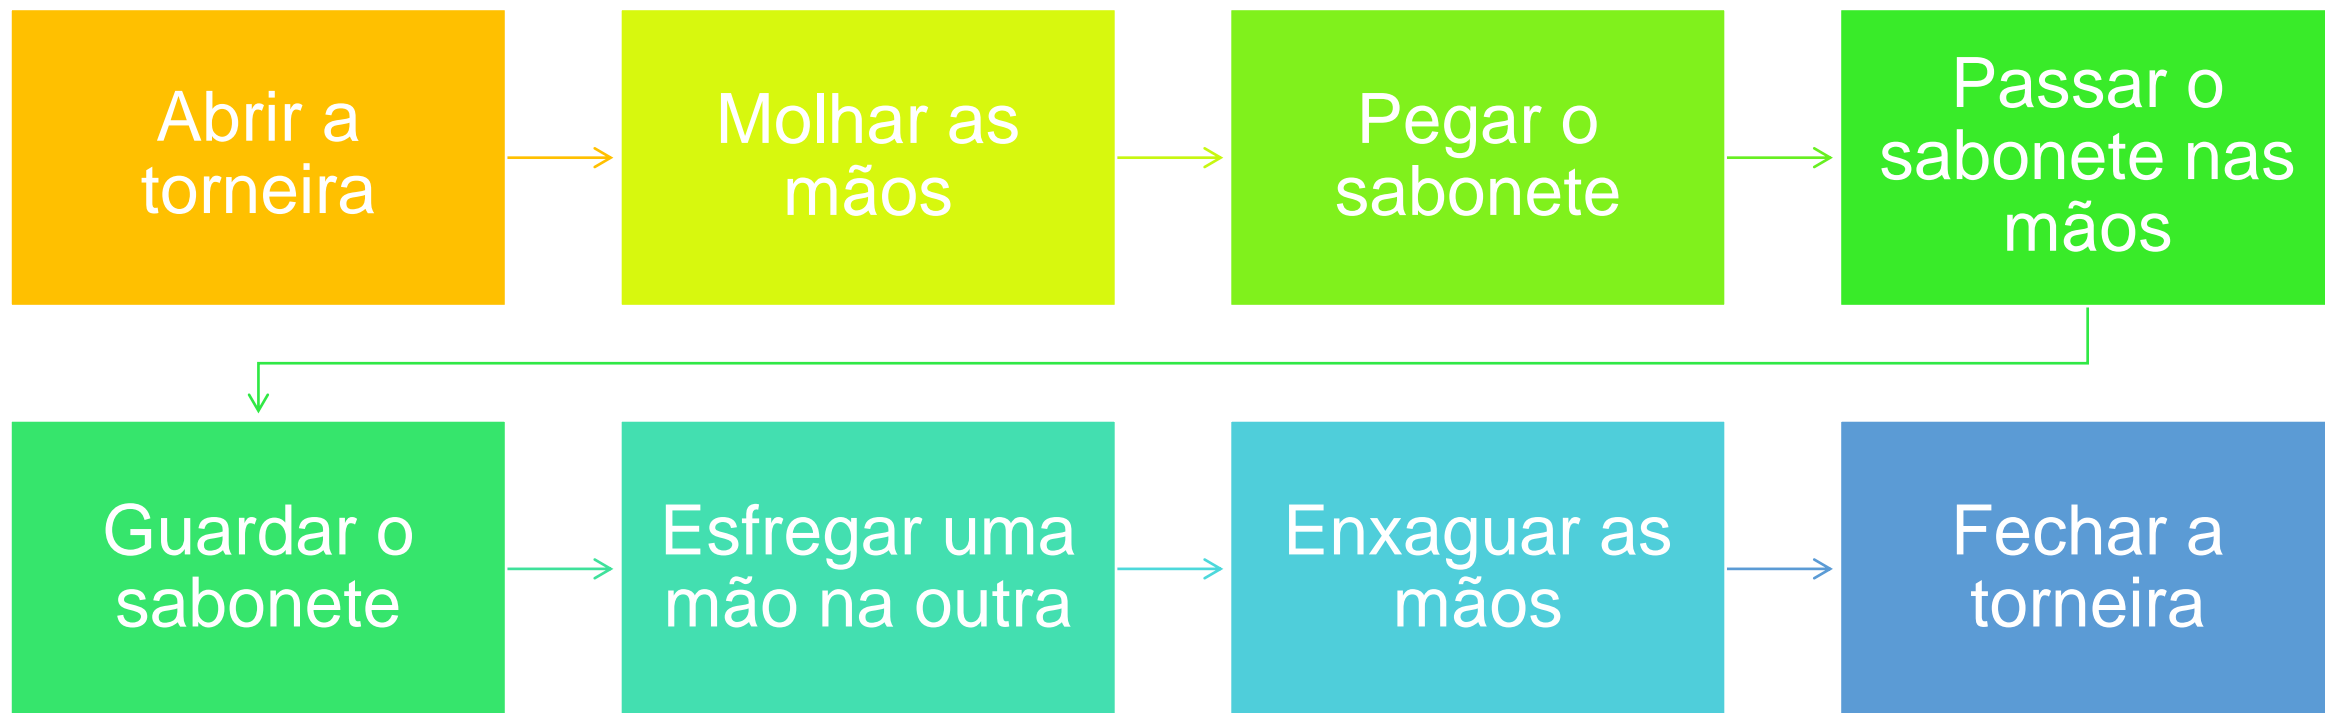 Abrir a
torneira
Molhar as
mãos
Pegar o
sabonete
Passar o
sabonete nas
mãos
Guardar o
sabonete
Esfregar uma
mão na outra
Enxaguar as
mãos
Fechar a
torneira